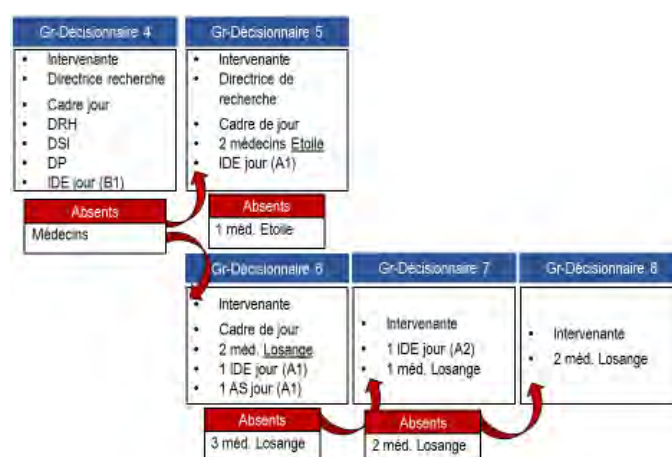 Gr-Décisionnaire 4
• Intervenante
• Directrice recherche
• Cadre jour
• DRH
• DSI
• DP
• IDE jour (B1)
Absents
Médecins
Gr-Décisionnaire 5
• Intervenante
• Directrice de
recherche
• Cadre de jour
• 2 médecins Etoile
• IDE jour (A1)
Absents
1 méd. Etoile
Gr-Décisionnaire 6
• Intervenante
• Cadre de jour
• 2 méd. Losange
• 1 IDE jour (A1)
• 1 AS jour (A1)
Absents
3 méd. Losange
Gr-Décisionnaire 7
• Intervenante
• 1 IDE jour (A2)
• 1 méd. Losange
Absents
2 méd. Losange
Gr-Décisionnaire 8
• Intervenante
• 2 méd. Losange